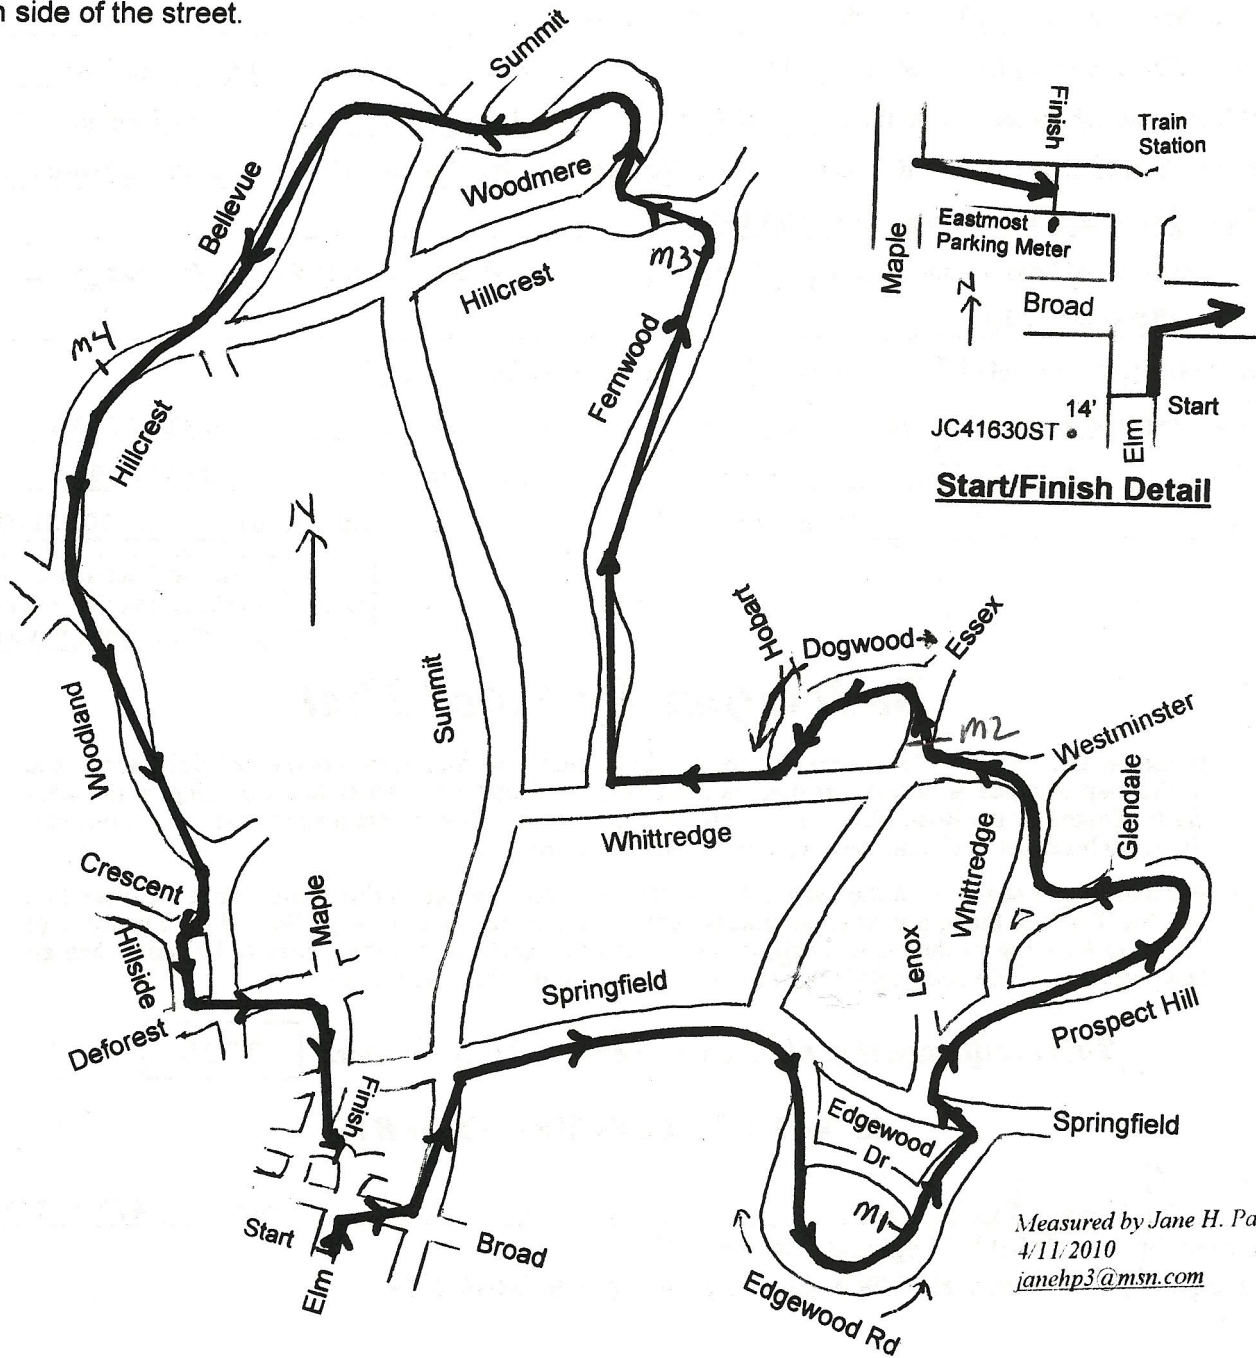 side of the street.
Summit
Finish
Train
Station
Woodmere
Bellevue
Eastmost
Parking Meter
Maple
N
M3
Hillcrest
Broad
M4
Fernwood
14'
Start
JC41630ST
Elm
Hillcrest
Start/Finish Detail
N
Hobart
Dogwood
Essex
Summit
Woodland
M2
Westminster
Glendale
Whittredge
Whittredge
Crescent
Maple
Hillside
Lenox
Springfield
Deforest
Prospect Hill
Finish
Edgewood
Dr
Springfield
M1
Start
Broad
Elm
Edgewood Rd
Measured by Jane H. Pa
4/11/2010
janehp3@msn.com